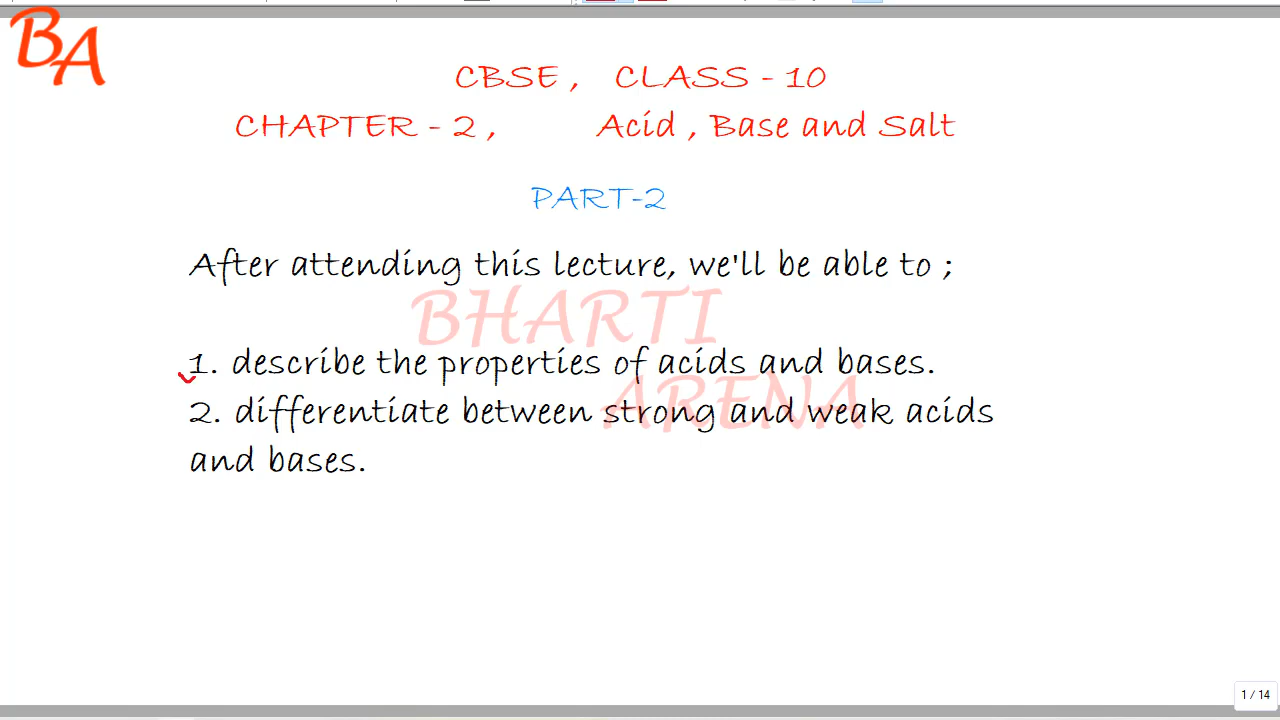 BA
CBSE , CLASS - 10
CHAPTER - 2 , Acid , Base and Salt
PART-2
After attending this lecture, we'll be able to ;
BHARTI
1. describe the properties of acids and bases.
ARENA
2. differentiate between strong and weak acids
and bases.
1 / 14